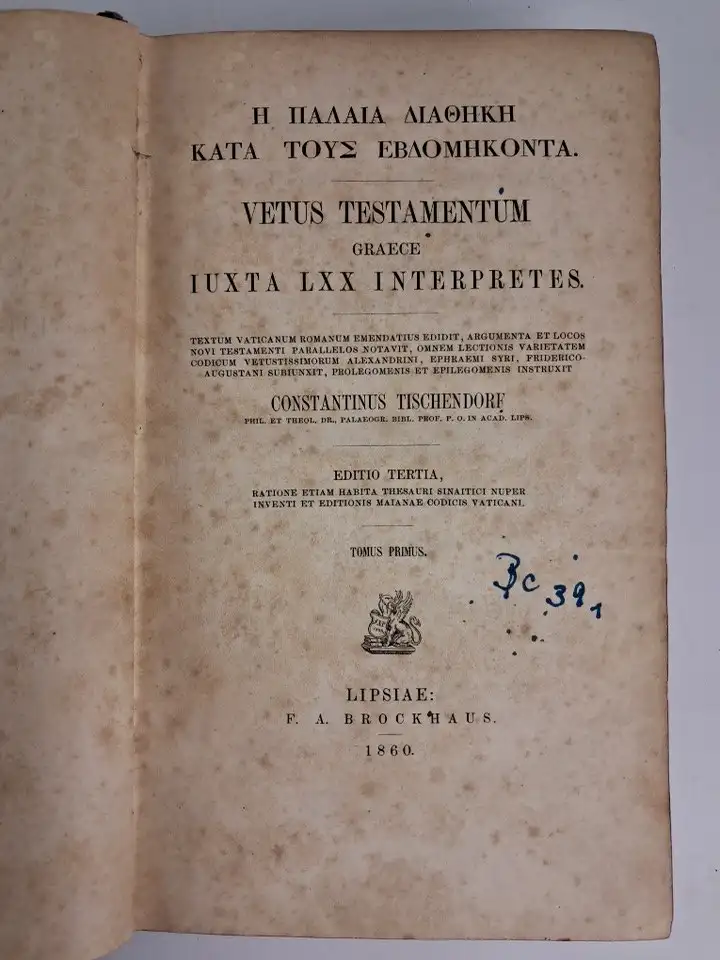 Η ΠΑΛΑΙΑ ΔΙΑΘΗΚΗ
ΚΑΤΑ ΤΟΥΣ ΕΒΔΟΜΗΚΟΝΤΑ.
VETUS TESTAMENTUM
GRAECE
IUXTA LXX INTERPRETES.
TEXTUM VATICANUM ROMANUM EMENDATIUS EDIDIT, ARGUMENTA ET LOCOS
NOVI TESTAMENTI PARALLELOS NOTAVIT, OMNEM LECTIONIS VARIETATEM
CODICUM VETUSTISSIMORUM ALEXANDRINI, EPHRAEMI SYRI, FRIDERICO-
AUGUSTANI SUBIUNXIT, PROLEGOMENIS ET EPILEGOMENIS INSTRUXIT
CONSTANTINUS TISCHENDORF
PHIL. ET THEOL. DR., PALAEOGR. BIBL. PROF. P. O. IN ACAD. LIPS.
EDITIO TERTIA,
RATIONE ETIAM HABITA THESAURI SINAITICI NUPER
INVENTI ET EDITIONIS MAIANAE CODICIS VATICANI.
TOMUS PRIMUS.
Bc 39,1
LIPSIAE:
F. A. BROCKHAUS.
1860.